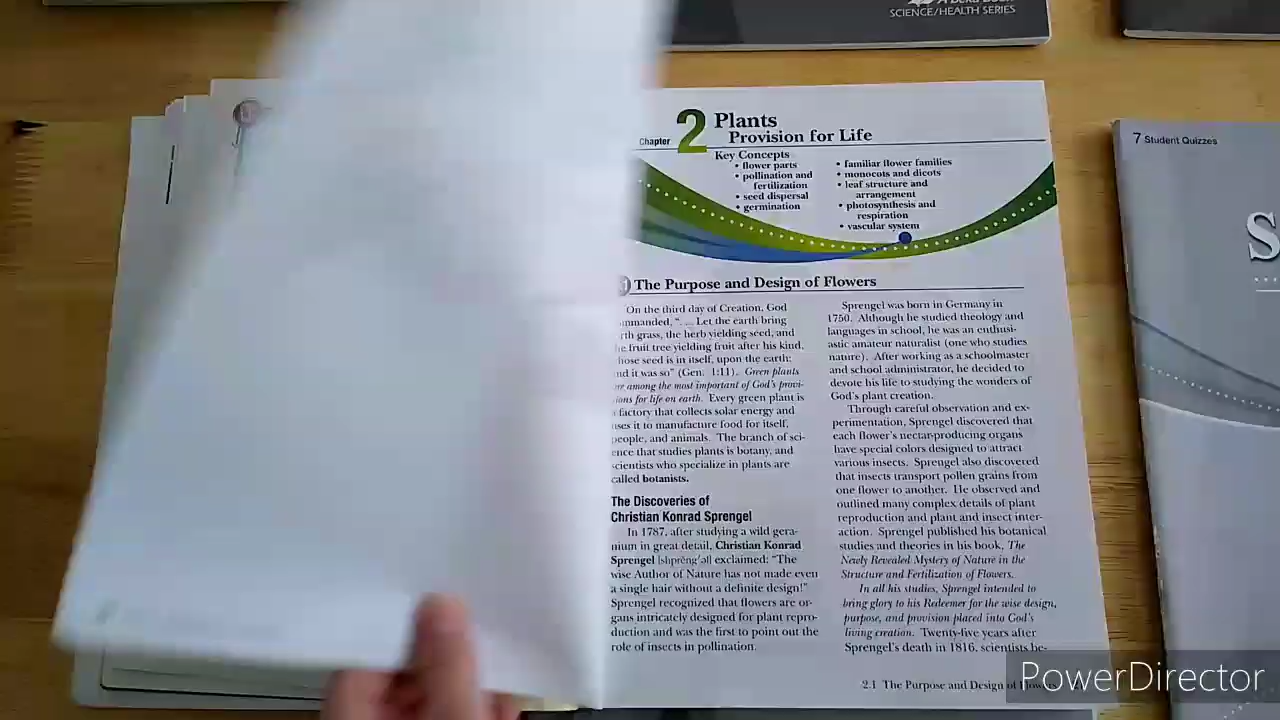 SCIENCE/HEALTH SERIES
7 Student Quizzes
Chapter 2 Plants
Provision for Life
Key Concepts
• flower parts
• pollination and
fertilization
• seed dispersal
• germination
• familiar flower families
• monocots and dicots
• leaf structure and
arrangement
• photosynthesis and
respiration
• vascular system
The Purpose and Design of Flowers
On the third day of Creation, God
“. . . Let the earth bring
grass, the herb yielding seed, and
fruit tree yielding fruit after his kind,
seed is in itself, upon the earth:
it was so” (Gen. 1:11). Green plants
are among the most important of God’s provi-
for life on earth. Every green plant is
a factory that collects solar energy and
uses it to manufacture food for itself,
people, and animals. The branch of sci-
ence that studies plants is botany, and
scientists who specialize in plants are
called botanists.
The Discoveries of
Christian Konrad Sprengel
In 1787, after studying a wild gera-
nium in great detail, Christian Konrad
Sprengel exclaimed: “The
wise Author of Nature has not made even
a single hair without a definite design!”
Sprengel recognized that flowers are or-
gans intricately designed for plant repro-
duction and was the first to point out the
role of insects in pollination.
Sprengel was born in Germany in
1750. Although he studied theology and
languages in school, he was an enthusi-
astic amateur naturalist (one who studies
nature). After working as a schoolmaster
and school administrator, he decided to
devote his life to studying the wonders of
God’s plant creation.
Through careful observation and ex-
perimentation, Sprengel discovered that
each flower’s nectar-producing organs
have special colors designed to attract
various insects. Sprengel also discovered
that insects transport pollen grains from
one flower to another. He observed and
outlined many complex details of plant
reproduction and plant and insect inter-
action. Sprengel published his botanical
studies and theories in his book, The
Newly Revealed Mystery of Nature in the
Structure and Fertilization of Flowers.
In all his studies, Sprengel intended to
bring glory to his Redeemer for the wise design,
purpose, and provision placed into God’s
living creation. Twenty-five years after
Sprengel’s death in 1816, scientists be-
2.1 The Purpose and Design of
PowerDirector